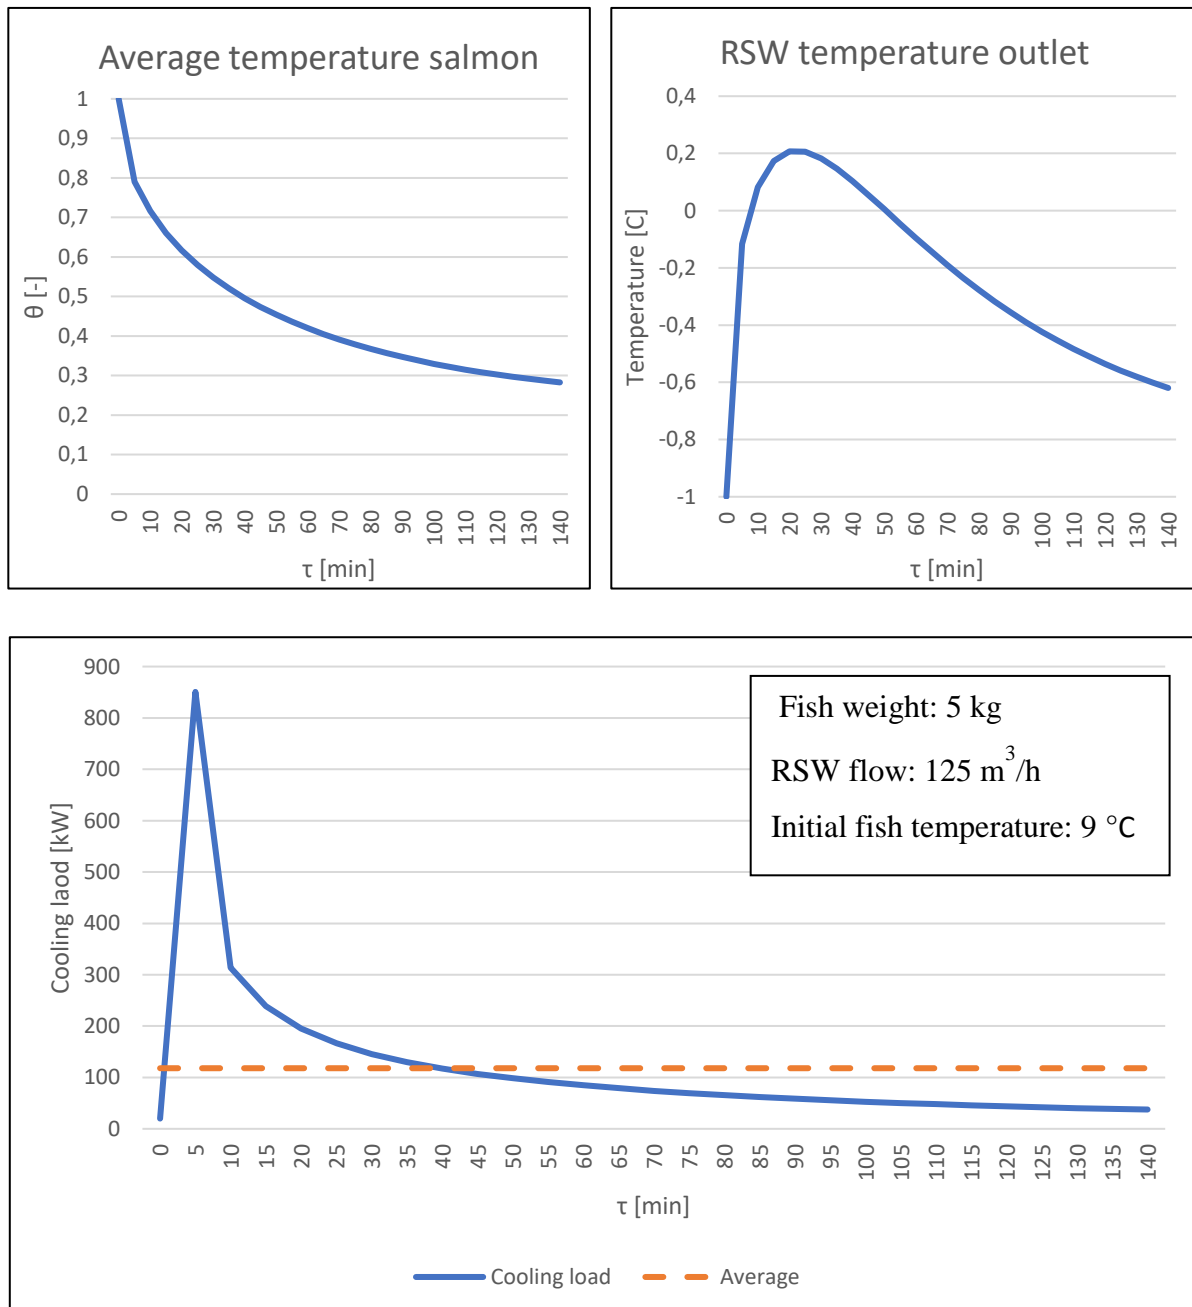 Average temperature salmon
1
0,9
0,8
0,7
0,6
0,5
0,4
0,3
0,2
0,1
0
θ [-]
0 10 20 30 40 50 60 70 80 90 100 110 120 130 140
τ [min]
RSW temperature outlet
0,4
0,2
0
-0,2
-0,4
-0,6
-0,8
-1
Temperature [C]
0 10 20 30 40 50 60 70 80 90 100 110 120 130 140
τ [min]
900
800
700
600
500
400
300
200
100
0
Cooling laod [kW]
Fish weight: 5 kg
RSW flow: 125 m³/h
Initial fish temperature: 9 °C
0 5 10 15 20 25 30 35 40 45 50 55 60 65 70 75 80 85 90 95 100 105 110 115 120 125 130 135 140
τ [min]
Cooling load Average